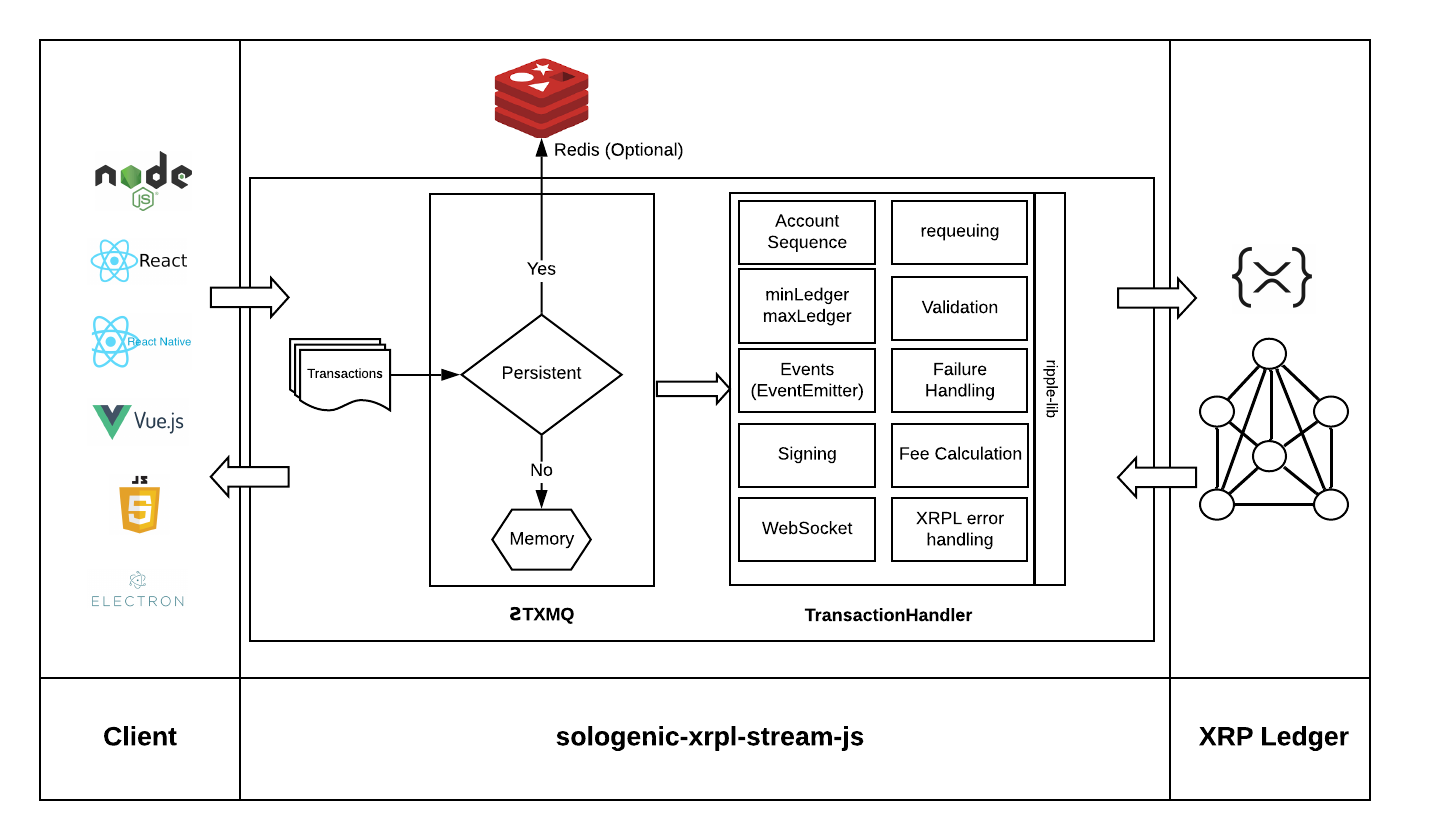 node
JS
React
React Native
Vue.js
JS
5
ELECTRON
Redis (Optional)
Transactions
Yes
Persistent
No
Memory
ƧTXMQ
Account
Sequence
requeuing
minLedger
maxLedger
Validation
Events
(EventEmitter)
Failure
Handling
Signing
Fee Calculation
WebSocket
XRPL error
handling
ripple-lib
TransactionHandler
Client
sologenic-xrpl-stream-js
XRP Ledger